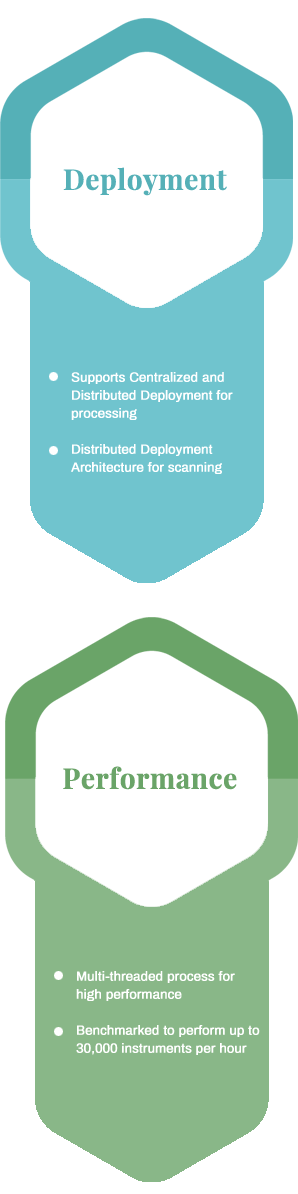 Deployment
Supports Centralized and
Distributed Deployment for
processing
Distributed Deployment
Architecture for scanning
Performance
Multi-threaded process for
high performance
Benchmarked to perform up to
30,000 instruments per hour